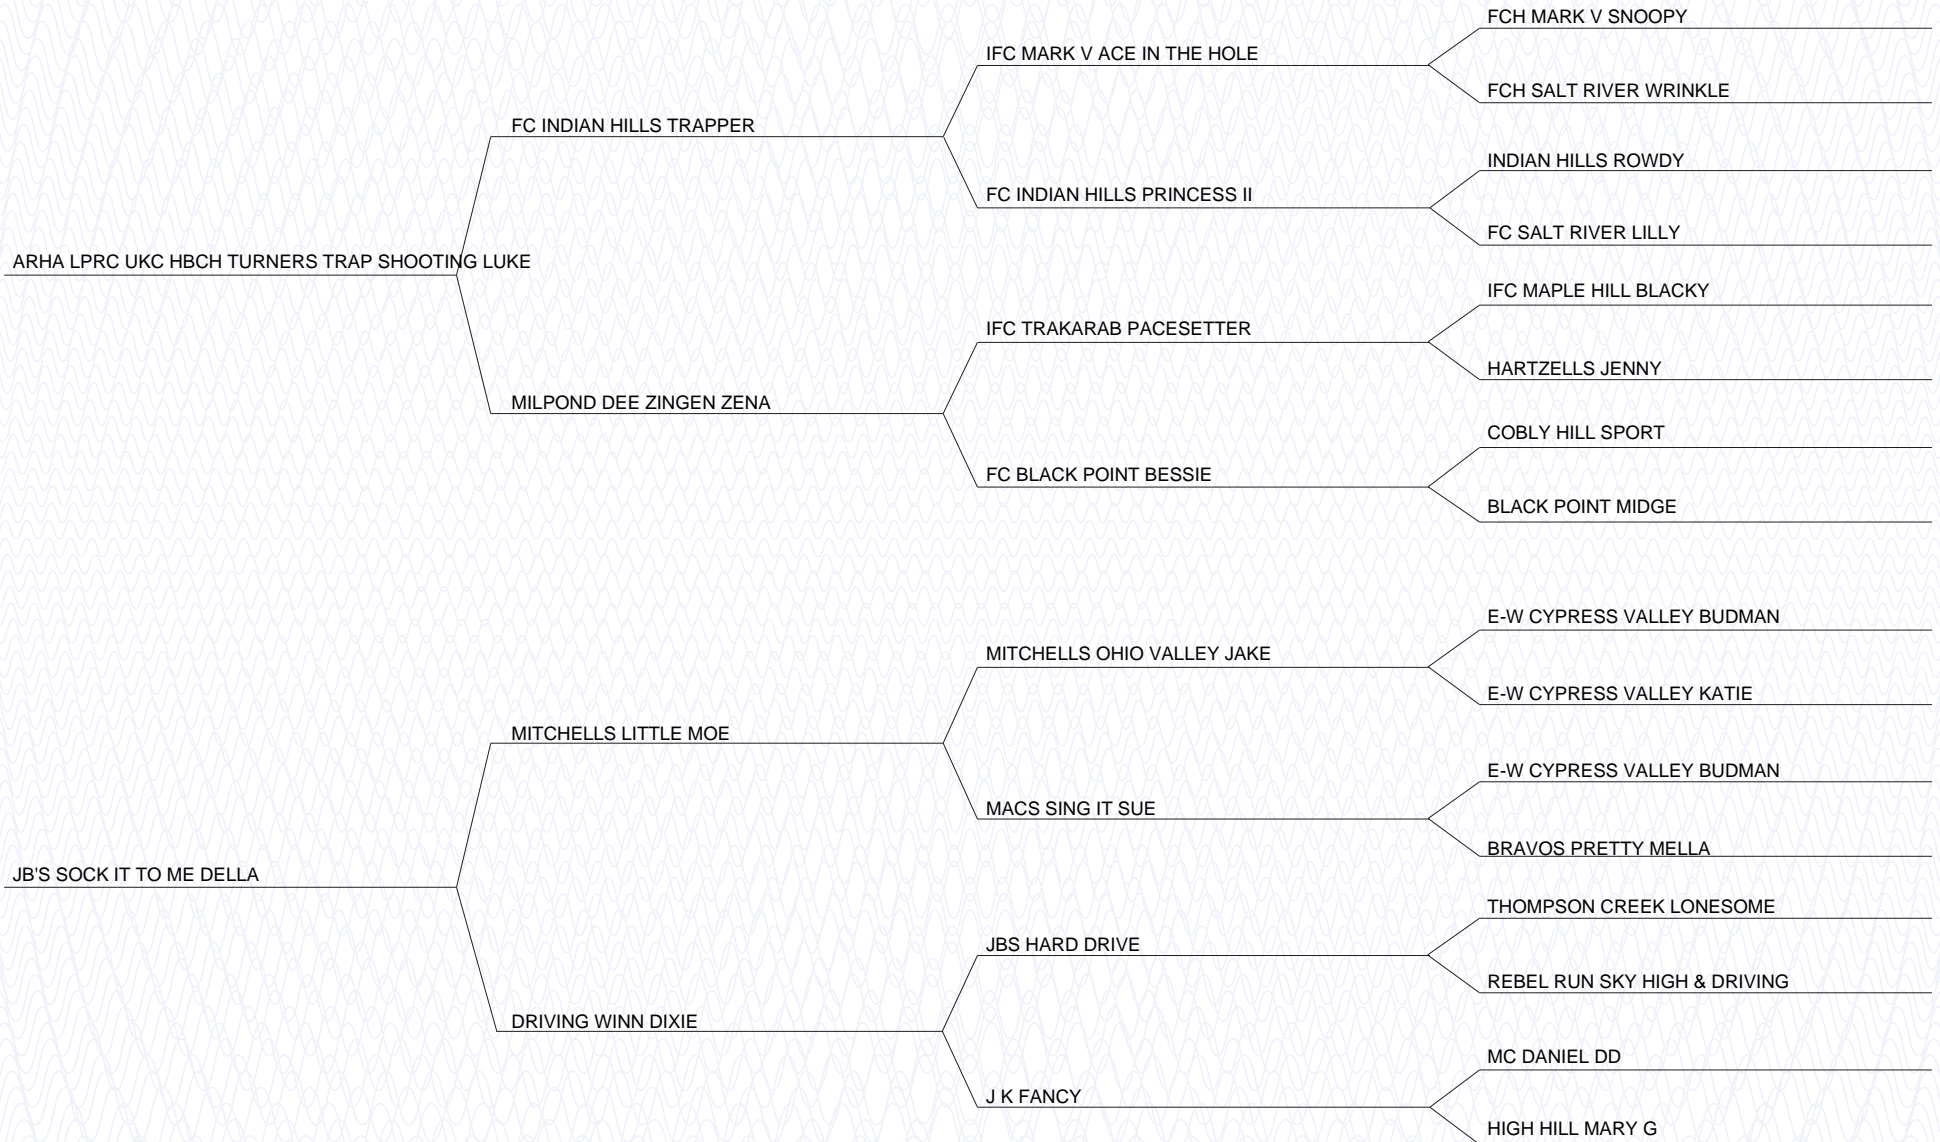 FCH MARK V SNOOPY
IFC MARK V ACE IN THE HOLE
FCH SALT RIVER WRINKLE
FC INDIAN HILLS TRAPPER
INDIAN HILLS ROWDY
FC INDIAN HILLS PRINCESS II
FC SALT RIVER LILLY
ARHA LPRC UKC HBCH TURNERS TRAP SHOOTING LUKE
IFC MAPLE HILL BLACKY
IFC TRAKARAB PACESETTER
HARTZELLS JENNY
MILPOND DEE ZINGEN ZENA
COBLY HILL SPORT
FC BLACK POINT BESSIE
BLACK POINT MIDGE
E-W CYPRESS VALLEY BUDMAN
MITCHELLS OHIO VALLEY JAKE
E-W CYPRESS VALLEY KATIE
MITCHELLS LITTLE MOE
E-W CYPRESS VALLEY BUDMAN
MACS SING IT SUE
BRAVOS PRETTY MELLA
JB'S SOCK IT TO ME DELLA
THOMPSON CREEK LONESOME
JBS HARD DRIVE
REBEL RUN SKY HIGH & DRIVING
DRIVING WINN DIXIE
MC DANIEL DD
J K FANCY
HIGH HILL MARY G